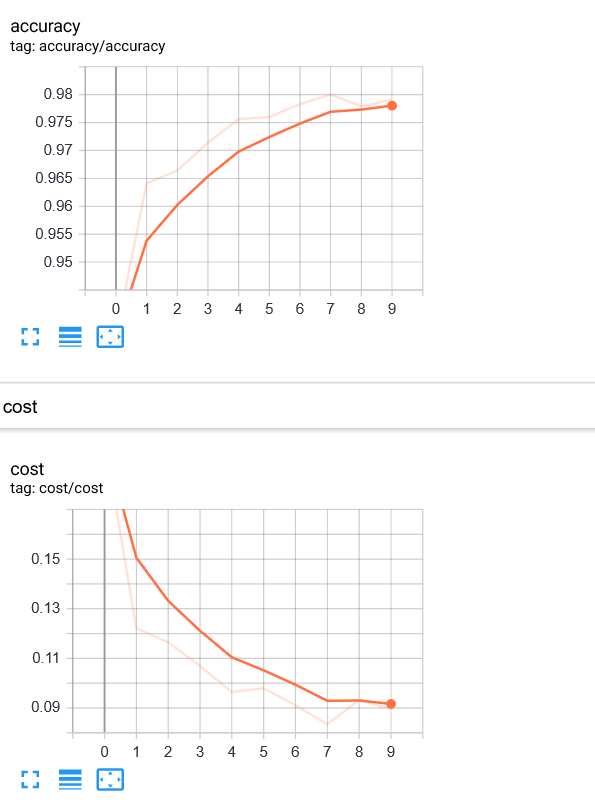 accuracy
tag: accuracy/accuracy
0.98
0.975
0.97
0.965
0.96
0.955
0.95
0 1 2 3 4 5 6 7 8 9
cost
cost
tag: cost/cost
0.15
0.13
0.11
0.09
0 1 2 3 4 5 6 7 8 9